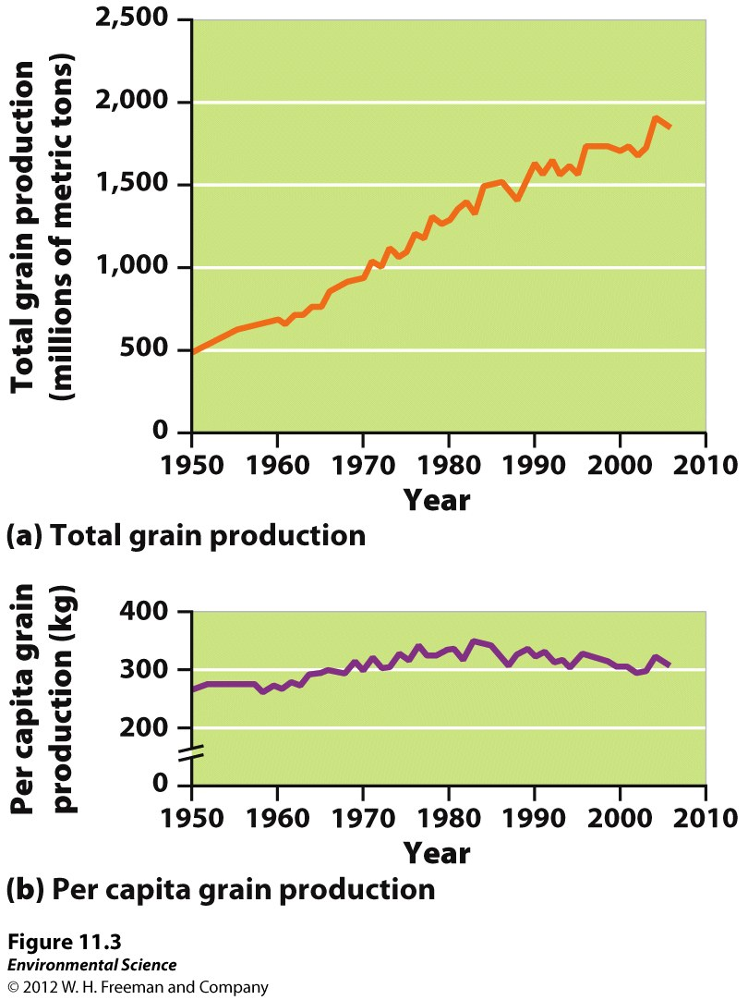 Total grain production
(millions of metric tons)
2,500
2,000
1,500
1,000
500
0
1950 1960 1970 1980 1990 2000 2010
Year
(a) Total grain production
Per capita grain
production (kg)
400
300
200
0
1950 1960 1970 1980 1990 2000 2010
Year
(b) Per capita grain production
Figure 11.3
Environmental Science
© 2012 W. H. Freeman and Company